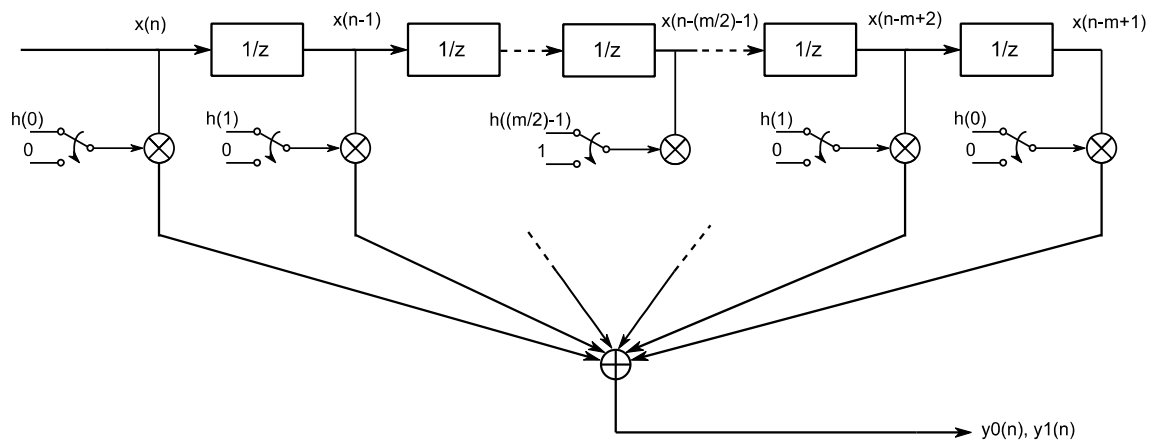 x(n) x(n-1) x(n-(m/2)-1) x(n-m+2) x(n-m+1)
1/z 1/z 1/z 1/z 1/z
h(0) h(1) h((m/2)-1) h(1) h(0)
0 0 1 0 0
y0(n), y1(n)